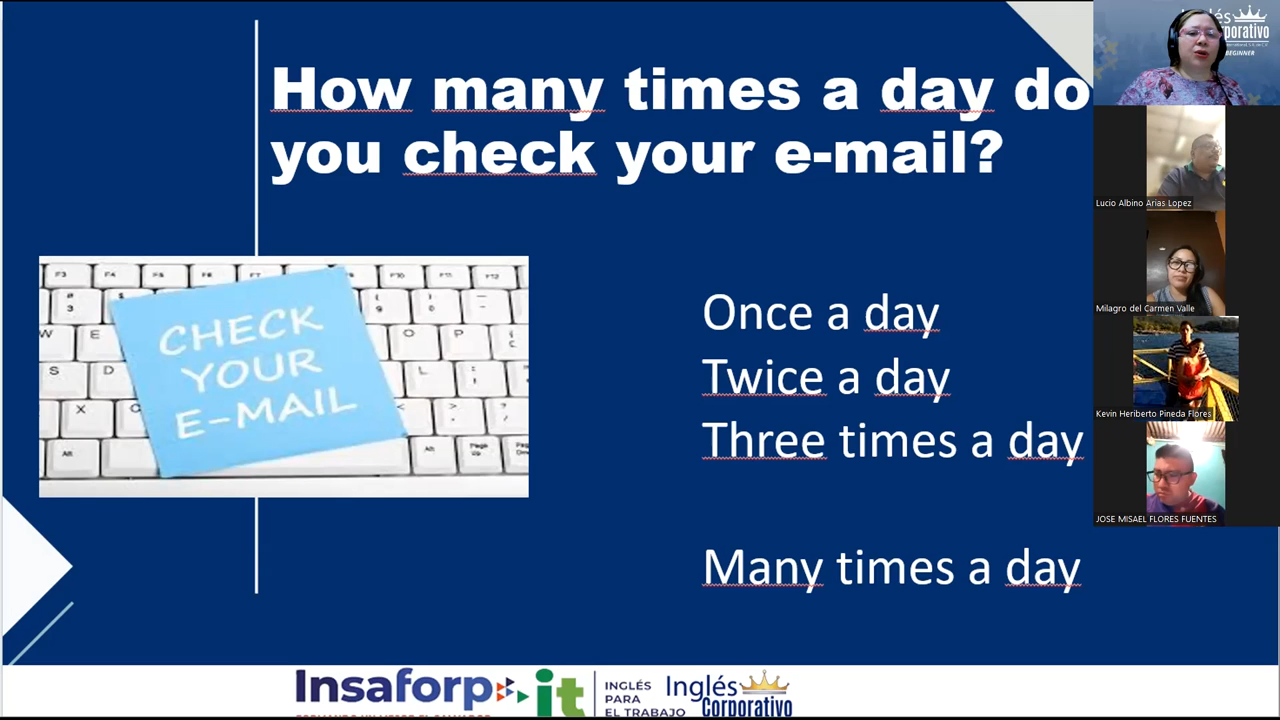 How many times a day do
you check your e-mail?
CHECK
YOUR
E-MAIL
Once a day
Twice a day
Three times a day
Many times a day
Insaforp
it
INGLÉS
PARA
EL TRABAJO
Inglés
Corporativo
BEGINNER
Lucio Albino Arias Lopez
Milagro del Carmen Valle
Kevin Heriberto Pineda Flores
JOSE MISAEL FLORES FUENTES